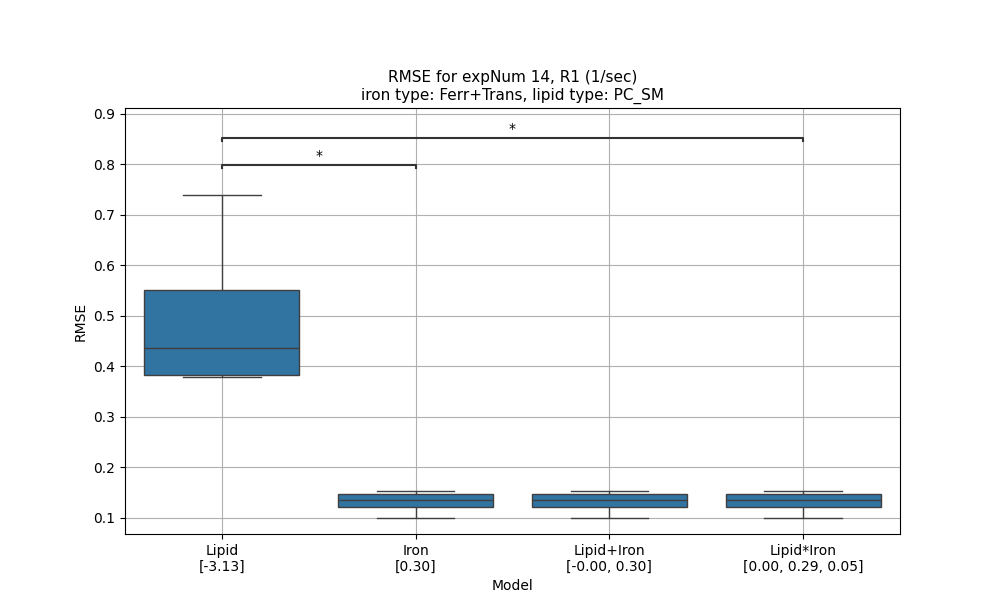 RMSE for expNum 14, R1 (1/sec)
iron type: Ferr+Trans, lipid type: PC_SM
0.9
0.8
0.7
0.6
0.5
0.4
0.3
0.2
0.1
RMSE
*
*
Lipid
[-3.13]
Iron
[0.30]
Lipid+Iron
[-0.00, 0.30]
Lipid*Iron
[0.00, 0.29, 0.05]
Model